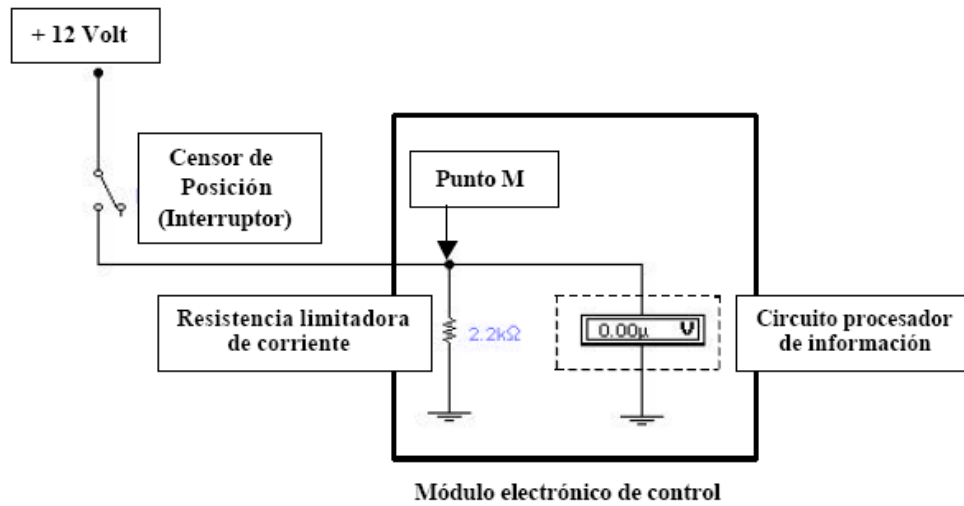 + 12 Volt
Censor de
Posición
(Interruptor)
Punto M
Resistencia limitadora
de corriente
2.2kΩ
0.00µ V
Circuito procesador
de información
Módulo electrónico de control